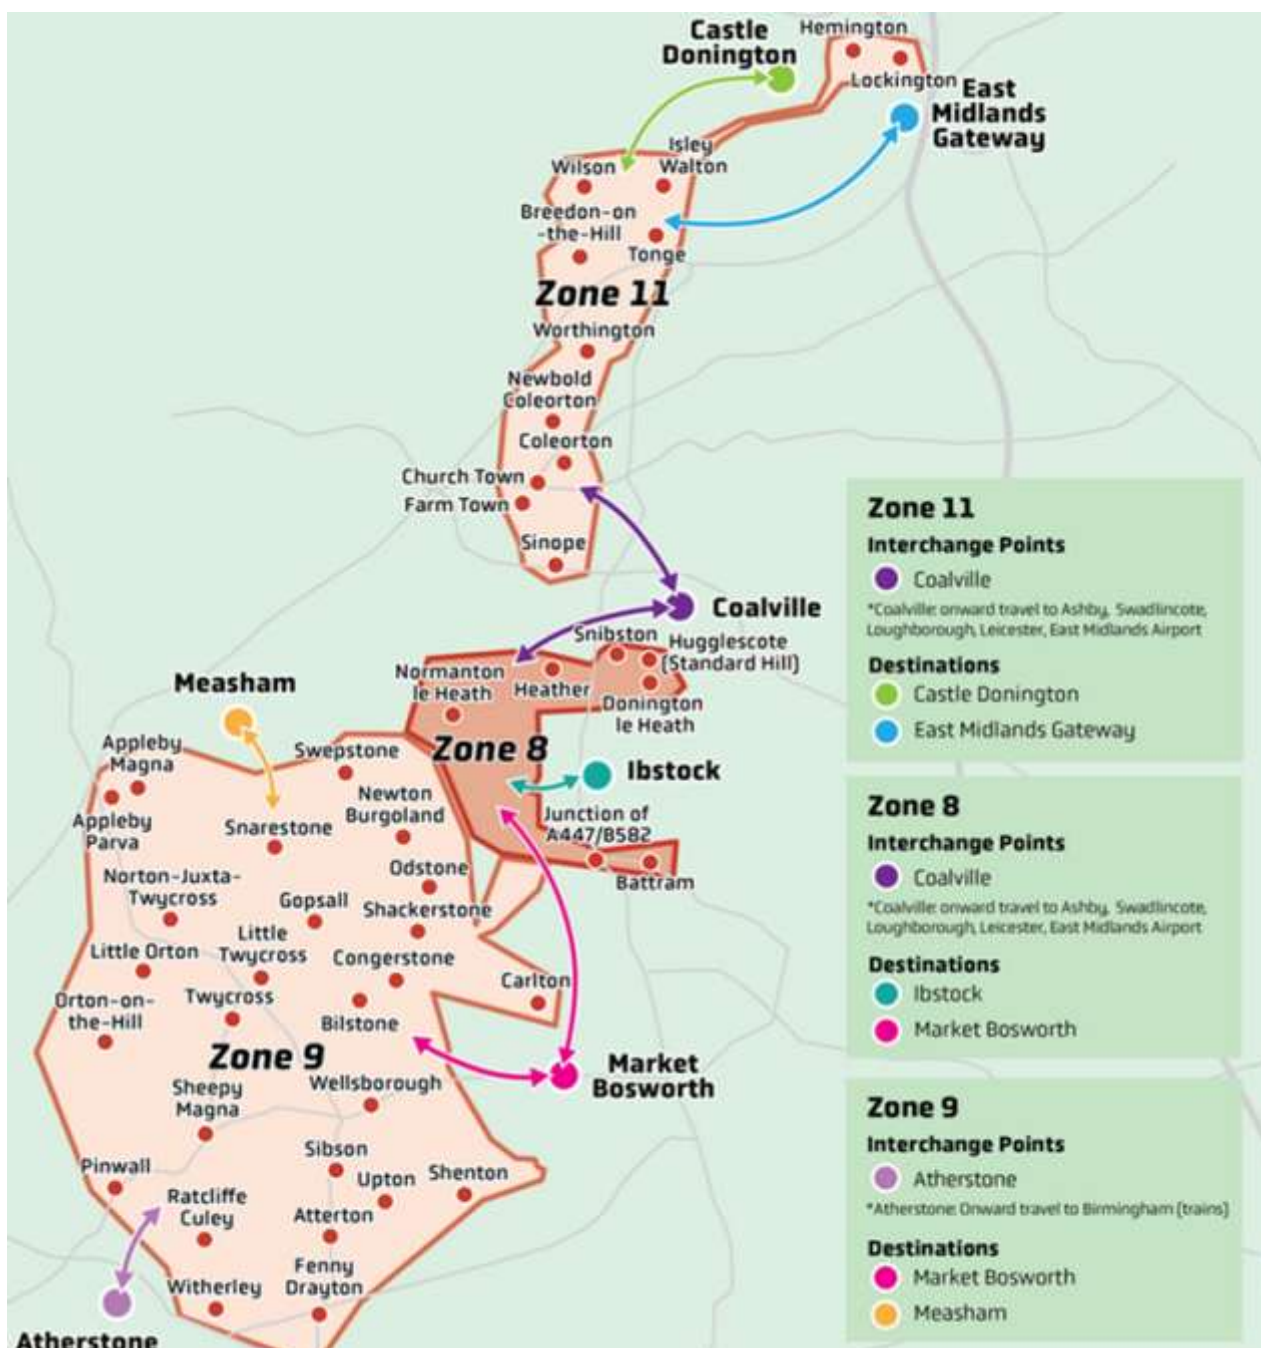 Castle
Donington
Hemington
Lockington
East
Midlands
Gateway
Isley
Walton
Wilson
Breedon-on
-the-Hill
Tonge
Zone 11
Worthington
Newbold
Coleorton
Coleorton
Church Town
Farm Town
Sinope
Coalville
Snibston
Hugglescote
(Standard Hill)
Normanton
le Heath
Heather
Donington
le Heath
Measham
Zone 8
Ibstock
Appleby
Magna
Swepstone
Newton
Burgoland
Appleby
Parva
Snarestone
Junction of
A447/B582
Battram
Odstone
Norton-Juxta-
Twycross
Gopsall
Shackerstone
Little Orton
Little
Twycross
Congerstone
Carlton
Orton-on-
the-Hill
Twycross
Bilstone
Zone 9
Market
Bosworth
Sheepy
Magna
Wellsborough
Sibson
Pinwall
Upton
Shenton
Ratcliffe
Culey
Atterton
Fenny
Drayton
Witherley
Atherstone
Zone 11
Interchange Points
Coalville
*Coalville: onward travel to Ashby, Swadlincote,
Loughborough, Leicester, East Midlands Airport
Destinations
Castle Donington
East Midlands Gateway
Zone 8
Interchange Points
Coalville
*Coalville: onward travel to Ashby, Swadlincote,
Loughborough, Leicester, East Midlands Airport
Destinations
Ibstock
Market Bosworth
Zone 9
Interchange Points
Atherstone
*Atherstone: Onward travel to Birmingham (trains)
Destinations
Market Bosworth
Measham